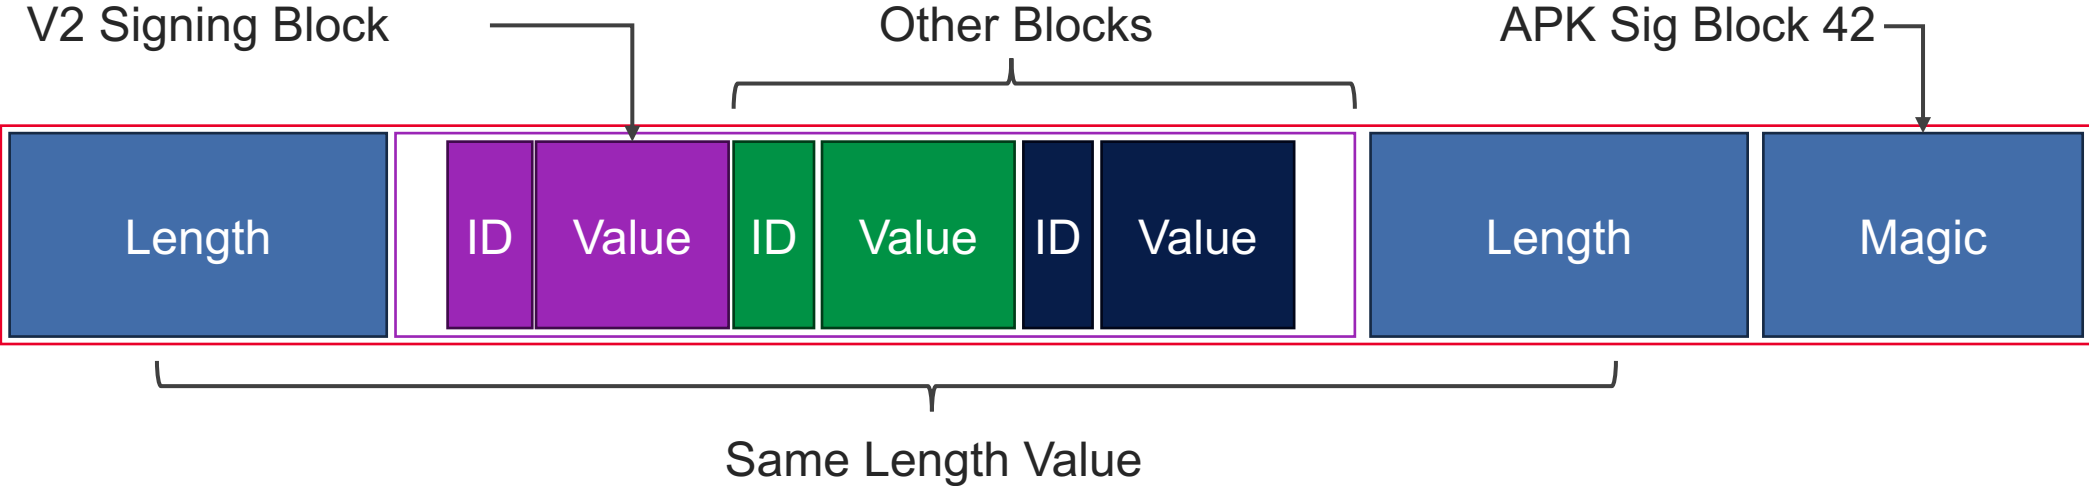 V2 Signing Block
Other Blocks
APK Sig Block 42
Length
ID
Value
ID
Value
ID
Value
Length
Magic
Same Length Value